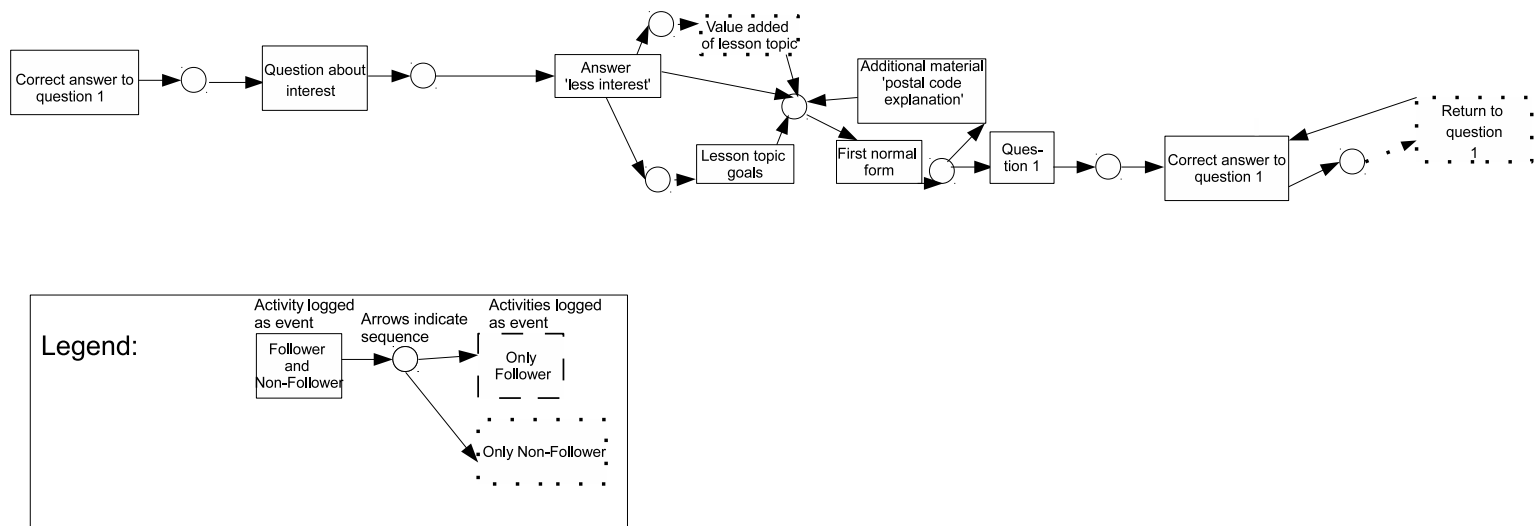 Correct answer to
question 1
Question about
interest
Answer
'less interest'
Value added
of lesson topic
Lesson topic
goals
Additional material
'postal code
explanation'
First normal
form
Ques-
tion 1
Correct answer to
question 1
Return to
question
1
Legend:
Activity logged
as event
Follower
and
Non-Follower
Arrows indicate
sequence
Activities logged
as event
Only
Follower
Only Non-Follower